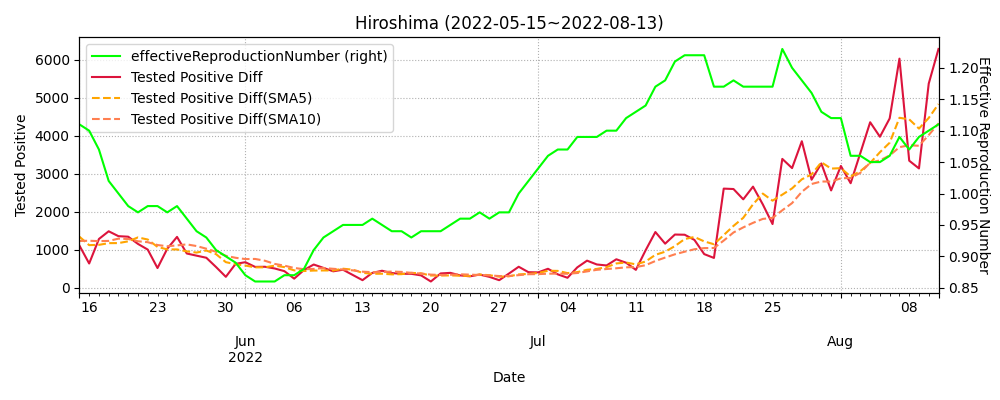 Hiroshima (2022-05-15~2022-08-13)
effectiveReproductionNumber (right)
Tested Positive Diff
Tested Positive Diff(SMA5)
Tested Positive Diff(SMA10)
Tested Positive
6000
5000
4000
3000
2000
1000
0
1.20
1.15
1.10
1.05
1.00
0.95
0.90
0.85
Effective Reproduction Number
16 23 30 06 13 20 27 04 11 18 25 08
Jun Jul Aug
2022
Date